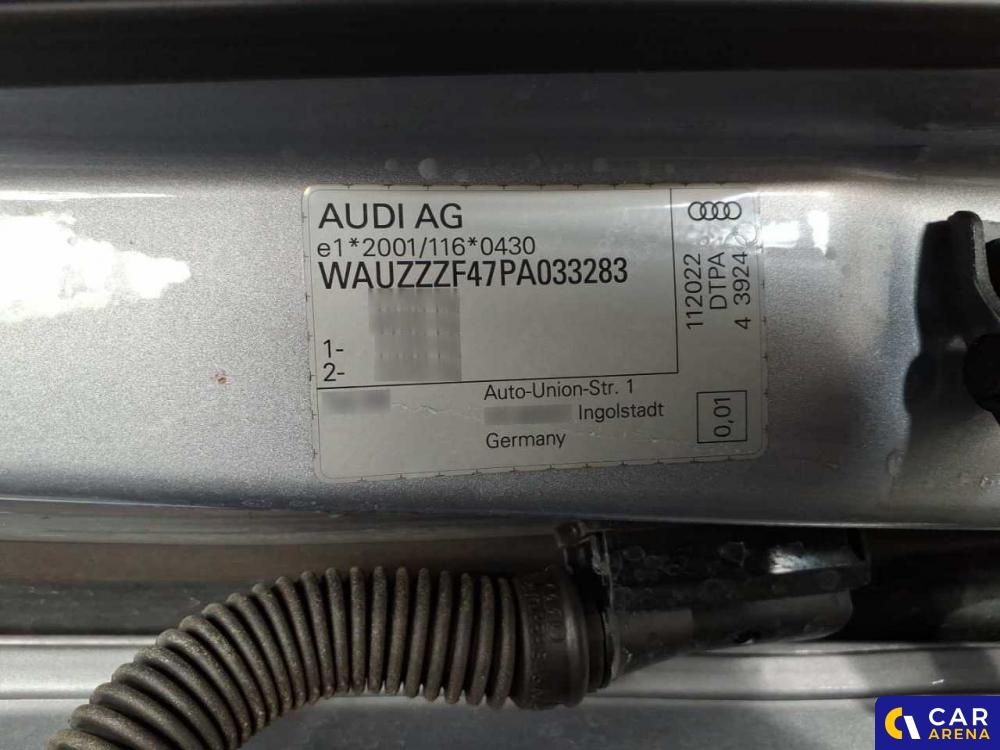 AUDI AG
e1*2001/116*0430
WAUZZZF47PA033283
1-
2-
112022
DTPA
4 3924
Auto-Union-Str. 1
Ingolstadt
Germany
0,01
CAR
ARENA